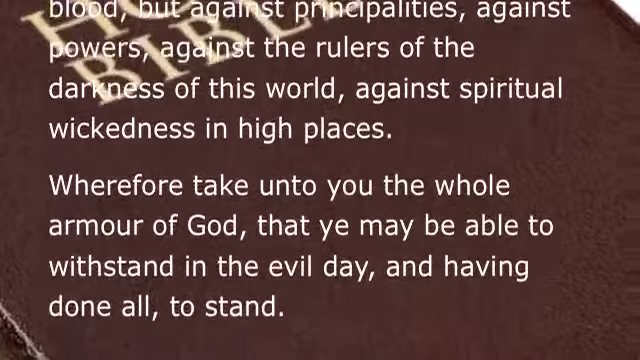 blood, but against principalities, against
powers, against the rulers of the
darkness of this world, against spiritual
wickedness in high places.
Wherefore take unto you the whole
armour of God, that ye may be able to
withstand in the evil day, and having
done all, to stand.
BIBLE